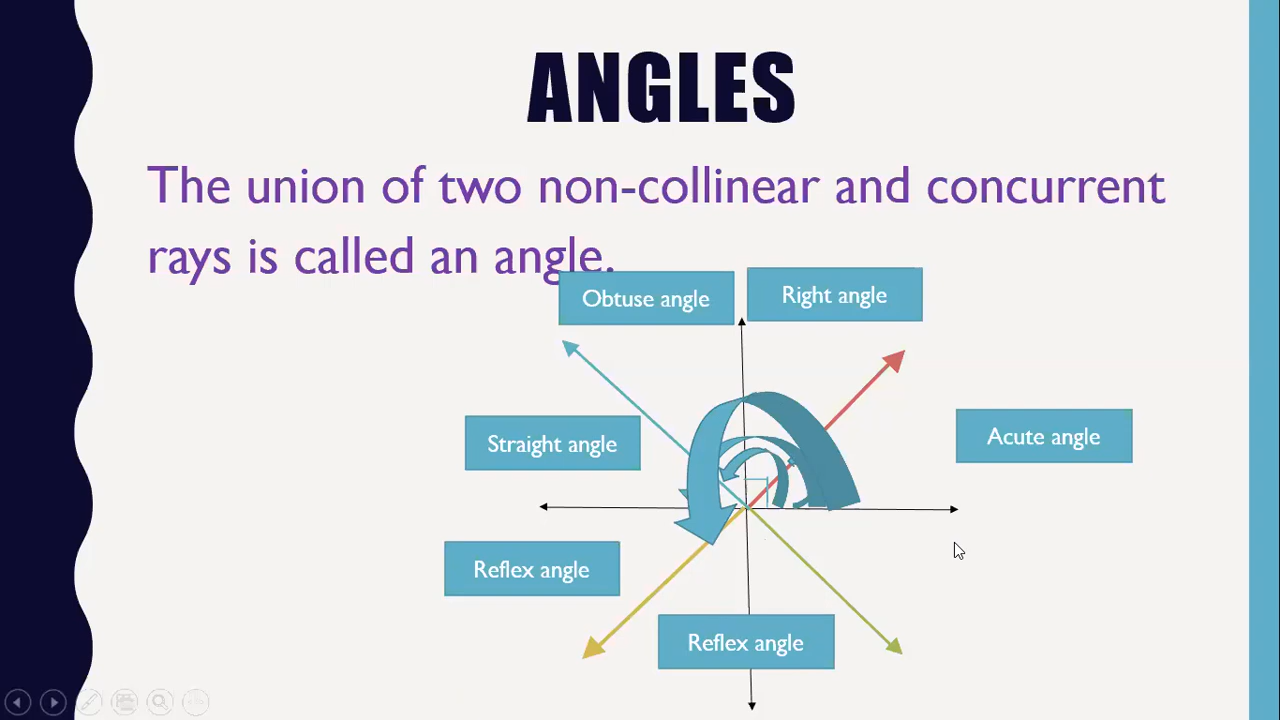 ANGLES
The union of two non-collinear and concurrent
rays is called an angle.
Obtuse angle
Right angle
Straight angle
Acute angle
Reflex angle
Reflex angle